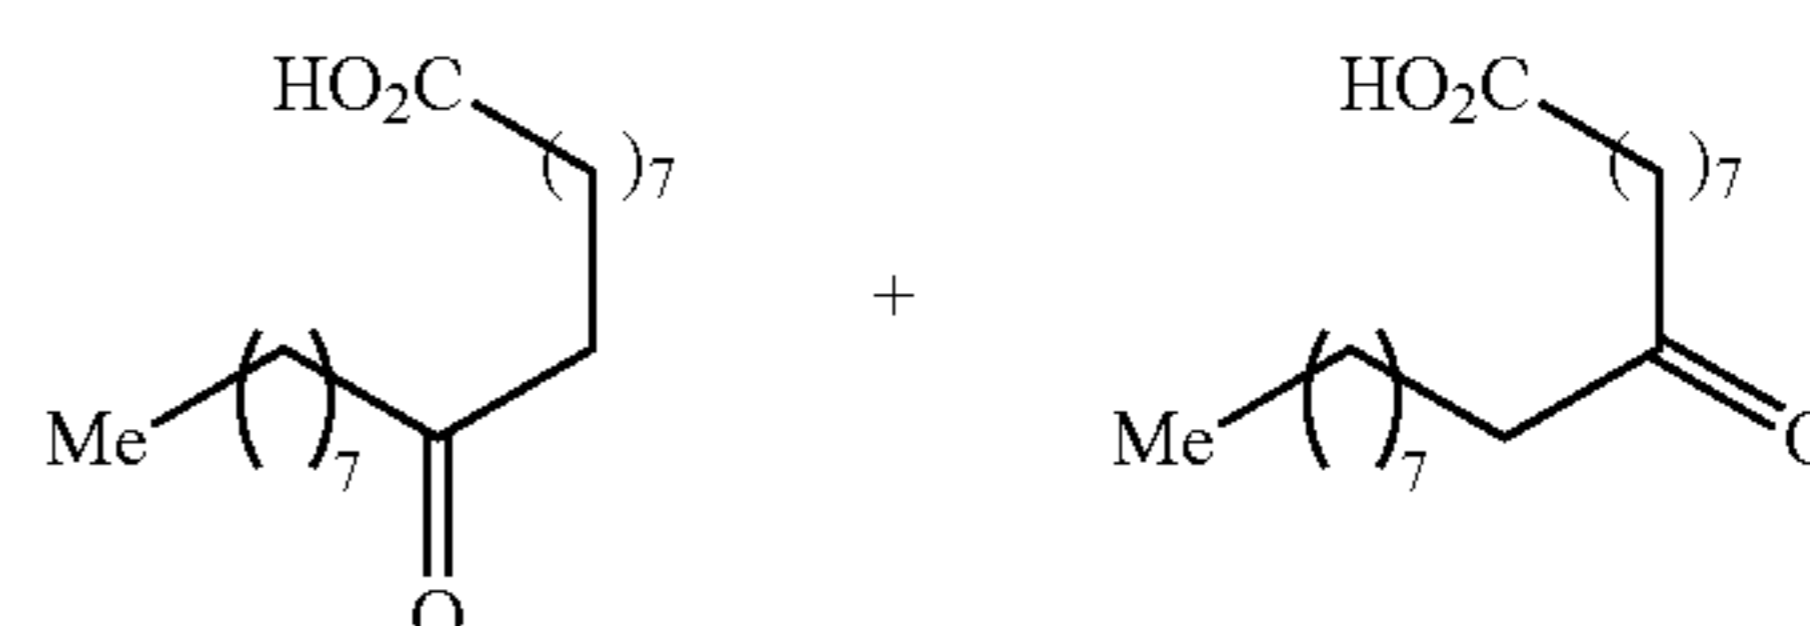 HO₂C HO₂C
( )₇ ( )₇
+
Me ( )₇ Me ( )₇ O
O